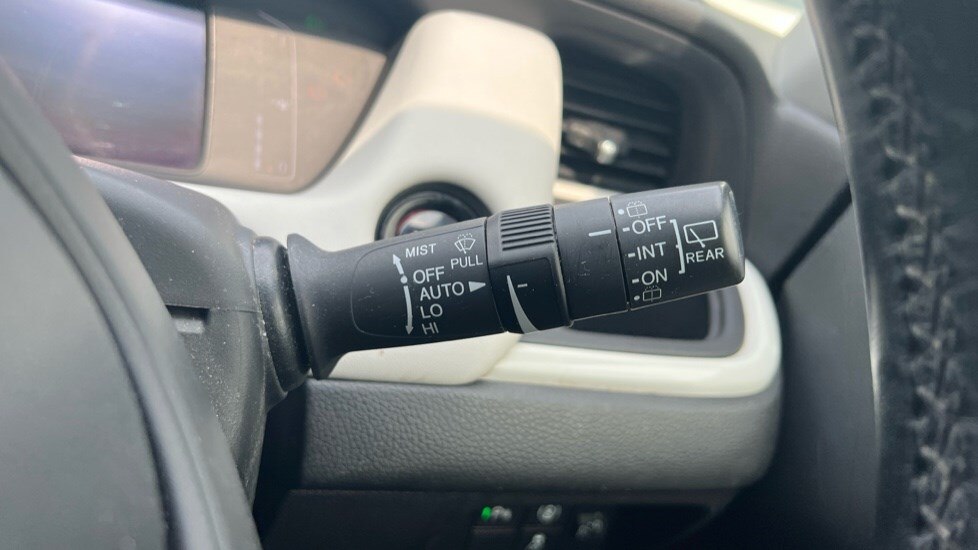 MIST
PULL
OFF
AUTO
LO
HI
OFF
INT
ON
REAR